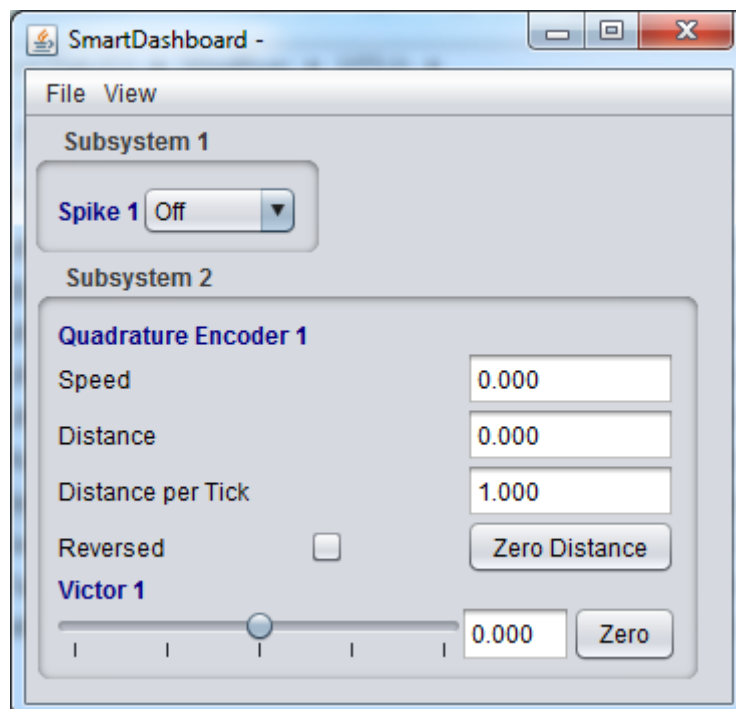 SmartDashboard -
File View
Subsystem 1
Spike 1 Off
Subsystem 2
Quadrature Encoder 1
Speed 0.000
Distance 0.000
Distance per Tick 1.000
Reversed Zero Distance
Victor 1
0.000 Zero